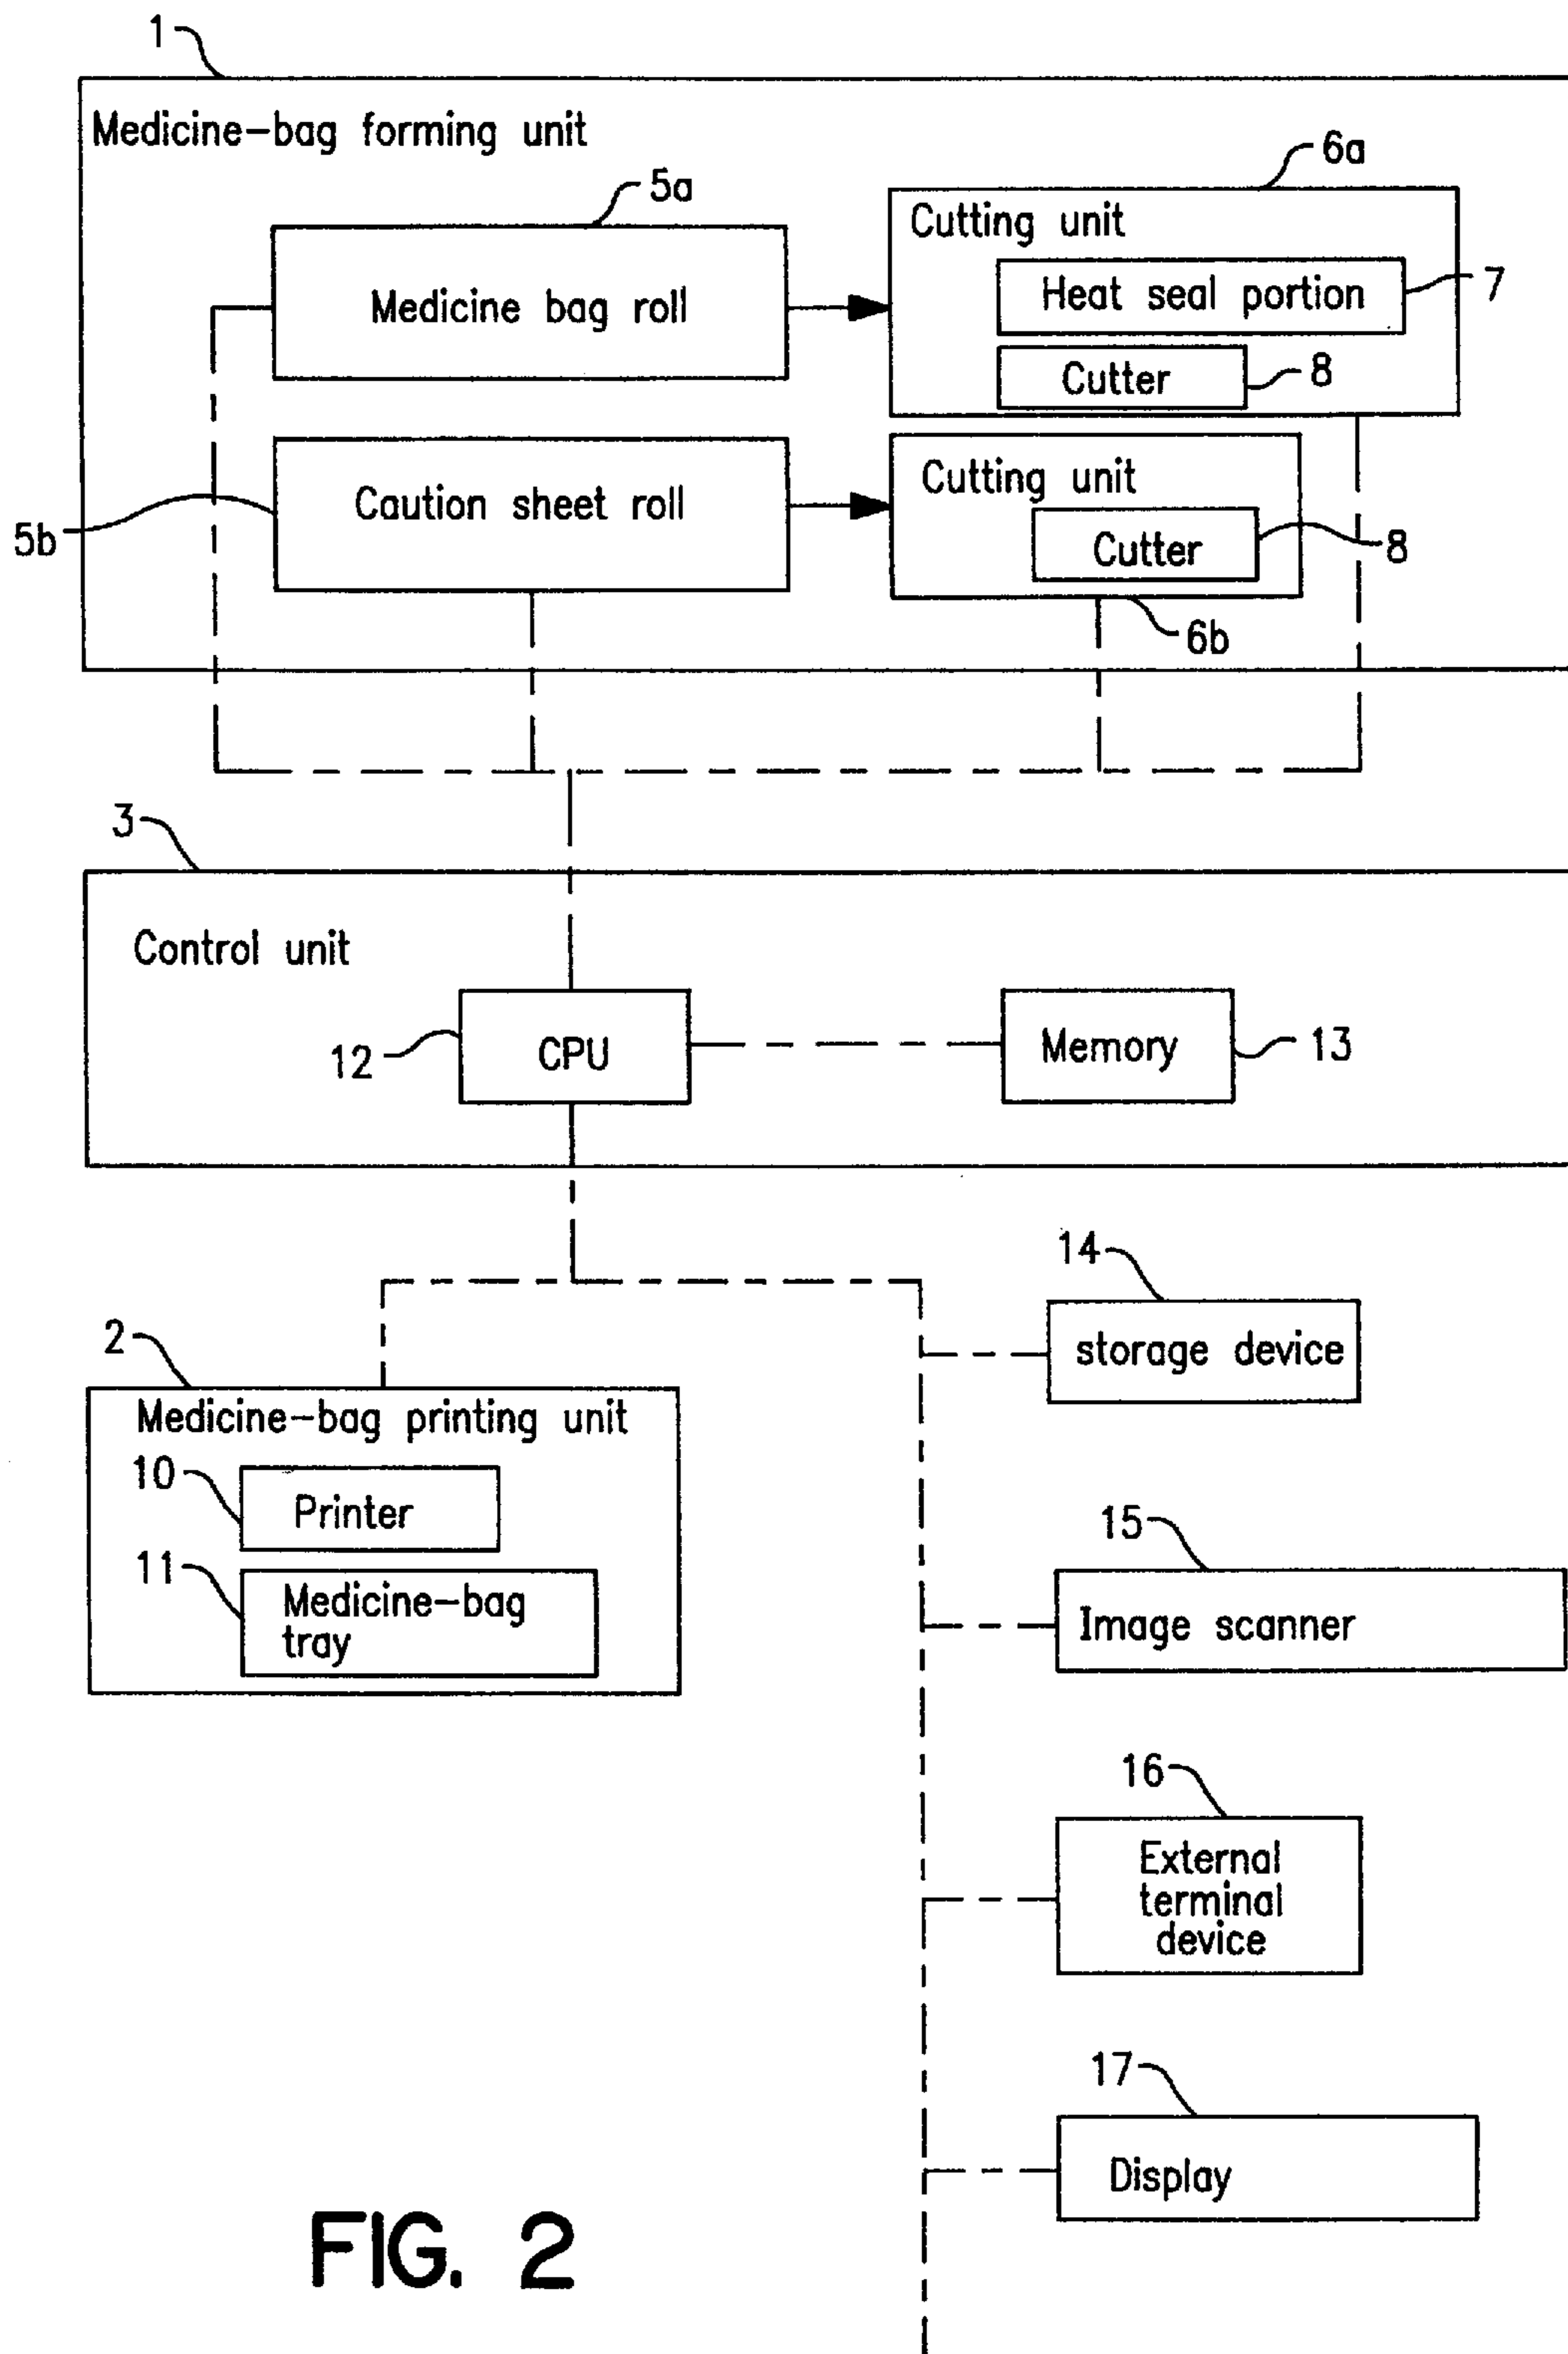 1
Medicine-bag forming unit
5a
6a
Cutting unit
Medicine bag roll
Heat seal portion
7
Cutter
8
Caution sheet roll
Cutting unit
5b
Cutter
8
6b
3
Control unit
12
CPU
Memory
13
14
storage device
2
Medicine-bag printing unit
10
Printer
15
11
Medicine-bag
tray
Image scanner
16
External
terminal
device
17
Display
FIG. 2